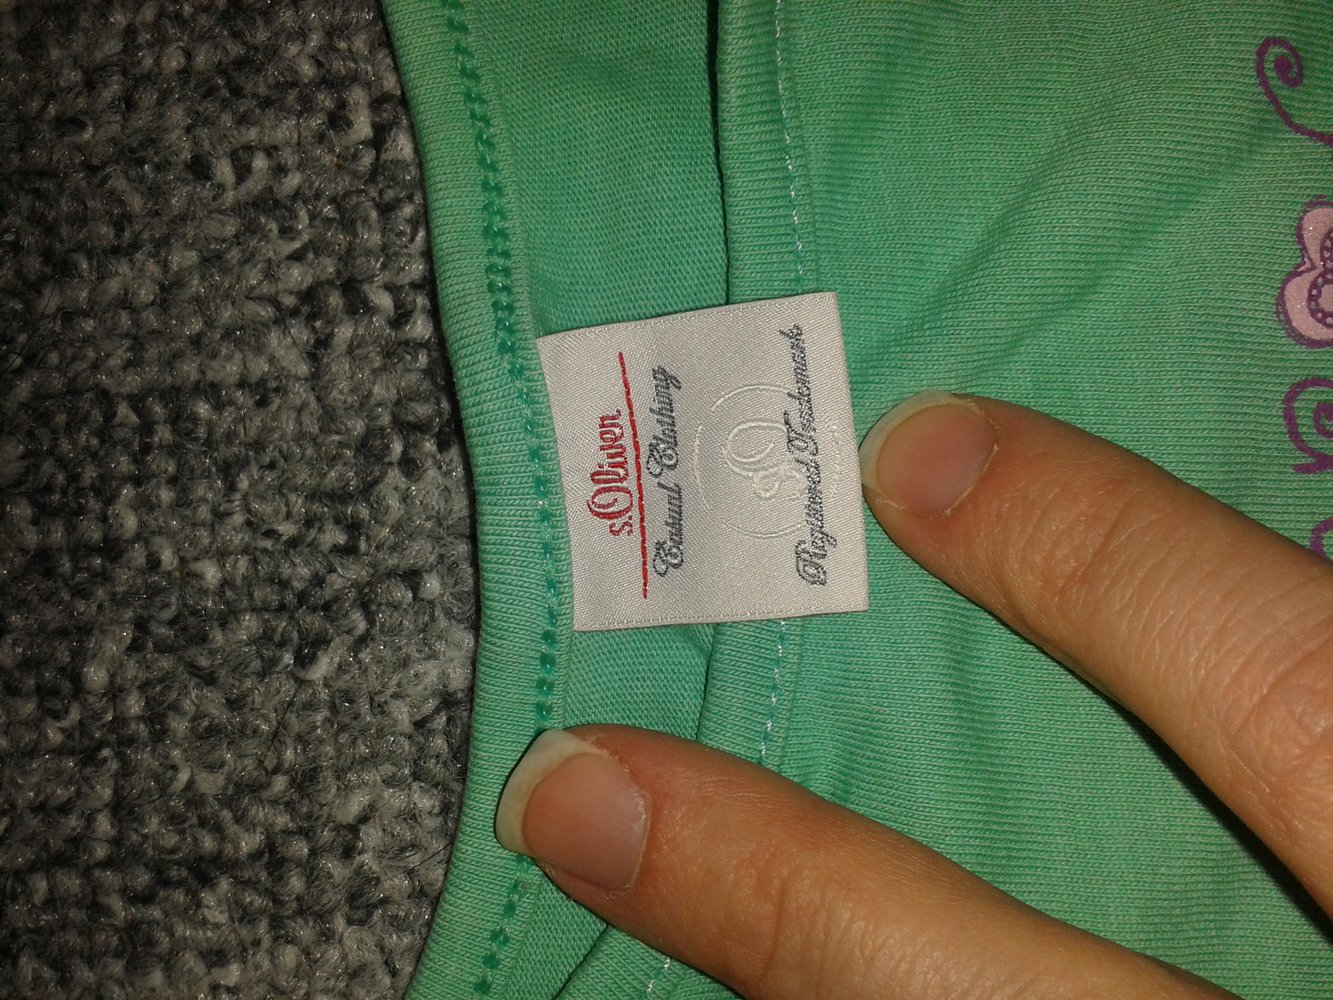 s.Oliver
Casual Clothing
Registered Trademark